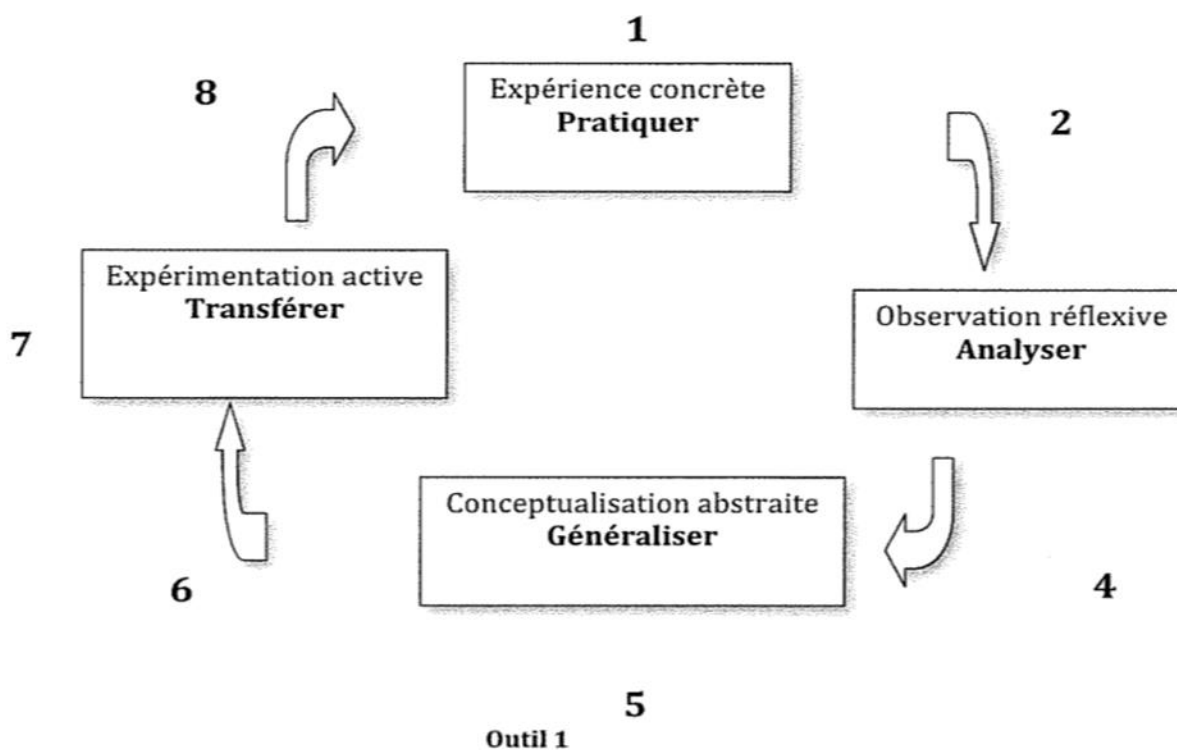 1
8
Expérience concrète
Pratiquer
2
Expérimentation active
Transférer
7
Observation réflexive
Analyser
Conceptualisation abstraite
Généraliser
6
4
5
Outil 1